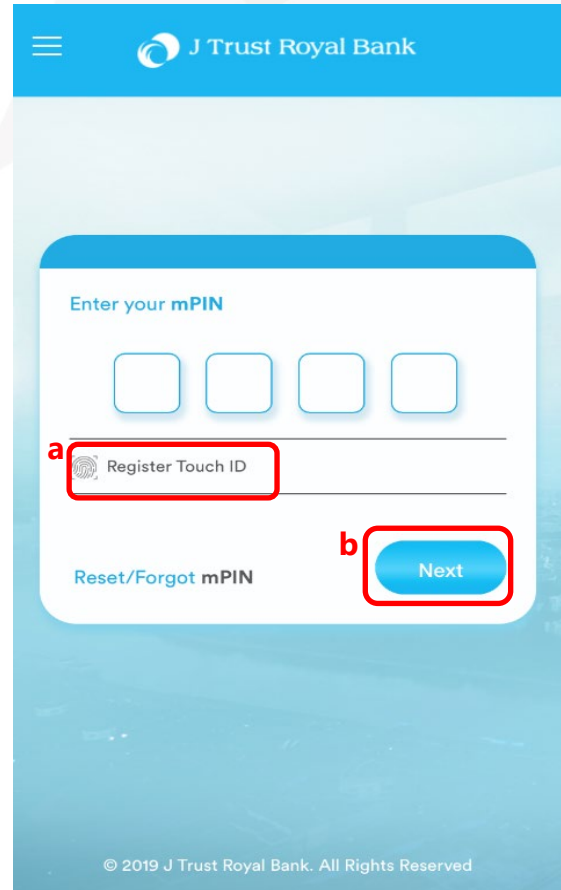 J Trust Royal Bank
Enter your mPIN
a
Register Touch ID
b
Next
Reset/Forgot mPIN
© 2019 J Trust Royal Bank. All Rights Reserved